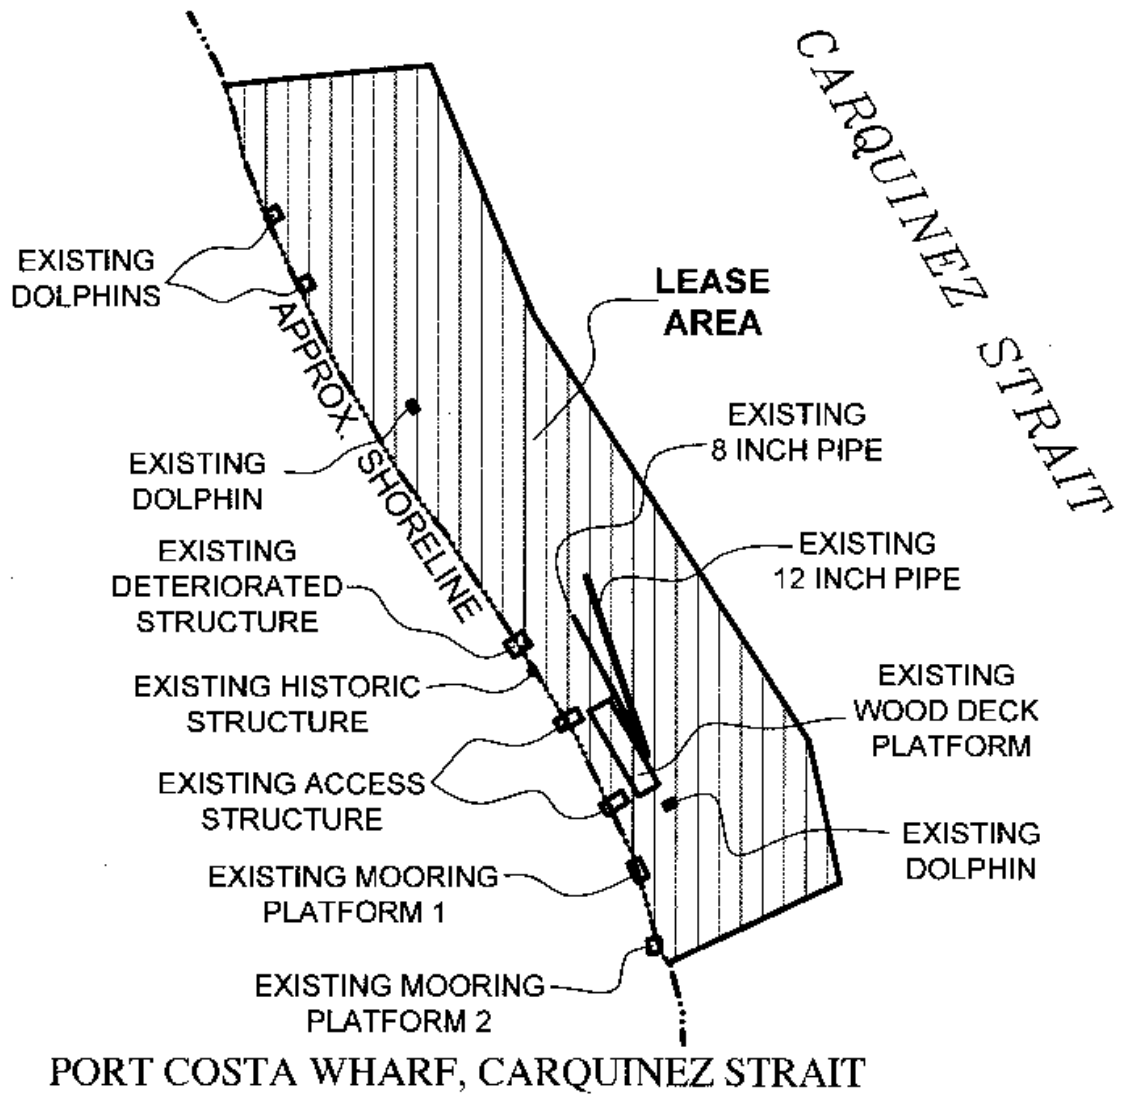 CARQUINEZ STRAIT
EXISTING
DOLPHINS
LEASE
AREA
APPROX. SHORELINE
EXISTING
8 INCH PIPE
EXISTING
DOLPHIN
EXISTING
12 INCH PIPE
EXISTING
DETERIORATED
STRUCTURE
EXISTING HISTORIC
STRUCTURE
EXISTING
WOOD DECK
PLATFORM
EXISTING ACCESS
STRUCTURE
EXISTING
DOLPHIN
EXISTING MOORING
PLATFORM 1
EXISTING MOORING
PLATFORM 2
PORT COSTA WHARF, CARQUINEZ STRAIT